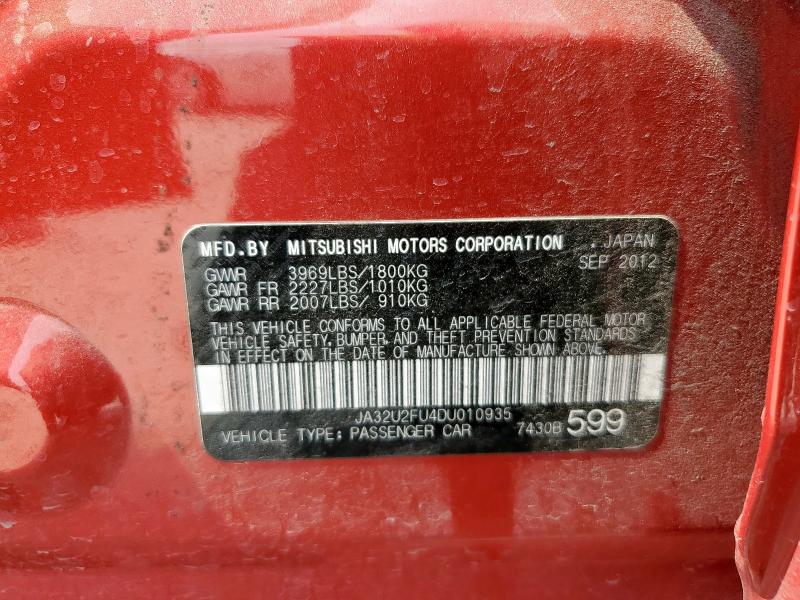 MFD.BY MITSUBISHI MOTORS CORPORATION . JAPAN
SEP 2012
GVWR 3969LBS/1800KG
GAWR FR 2227LBS/1010KG
GAWR RR 2007LBS/ 910KG
THIS VEHICLE CONFORMS TO ALL APPLICABLE FEDERAL MOTOR
VEHICLE SAFETY, BUMPER, AND THEFT PREVENTION STANDARDS
IN EFFECT ON THE DATE OF MANUFACTURE SHOWN ABOVE.
JA32U2FU4DU010935
VEHICLE TYPE: PASSENGER CAR 7430B 599